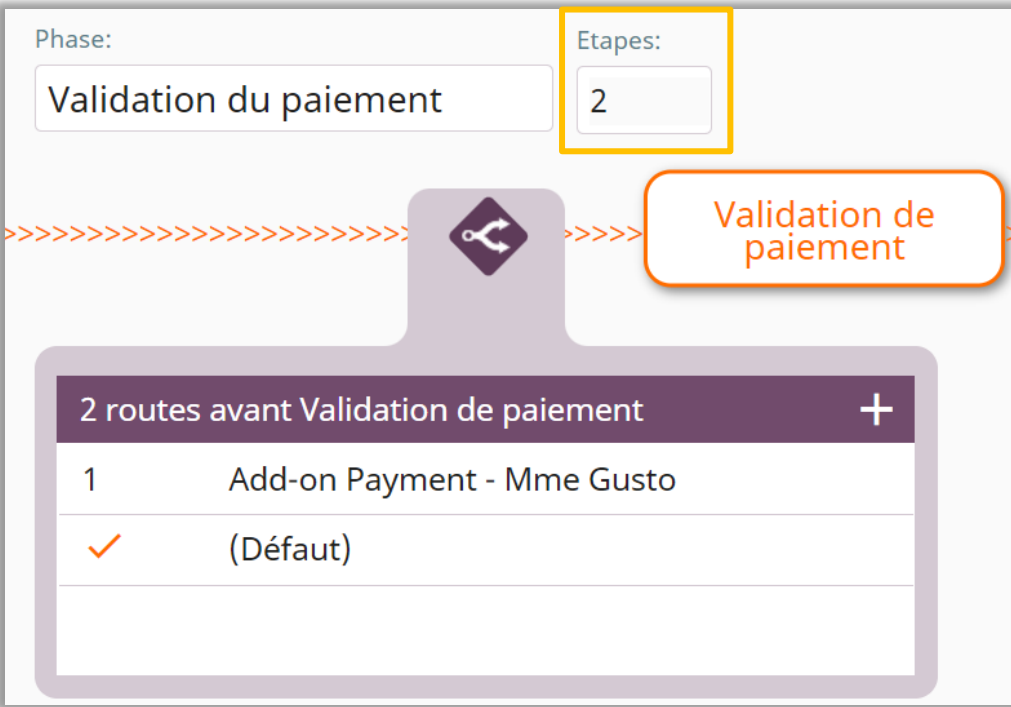 Phase:
Etapes:
Validation du paiement
2
>>>>>>>>>>>>>>>>>>>>>>>
>>>>>
Validation de
paiement
2 routes avant Validation de paiement
+
1 Add-on Payment - Mme Gusto
(Défaut)